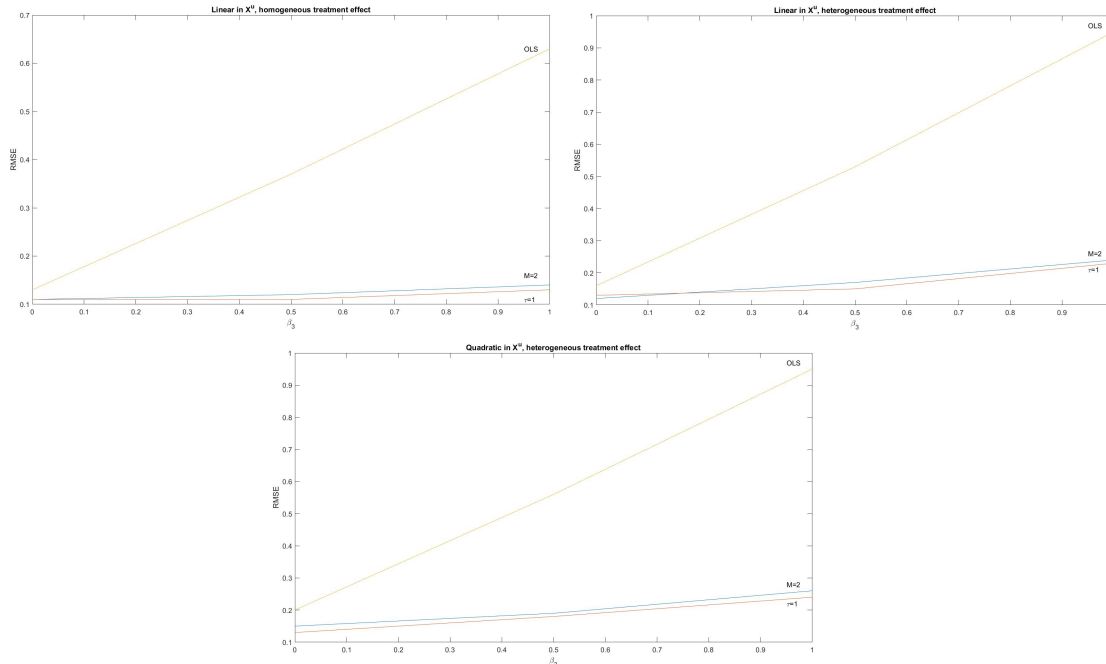 Linear in Xᵘ, homogeneous treatment effect
0.7
0.6
0.5
0.4
0.3
0.2
0.1
RMSE
OLS
M=2
τ=1
0 0.1 0.2 0.3 0.4 0.5 0.6 0.7 0.8 0.9 1
β₃
Linear in Xᵘ, heterogeneous treatment effect
1
0.9
0.8
0.7
0.6
0.5
0.4
0.3
0.2
0.1
RMSE
OLS
M=2
τ=1
0 0.1 0.2 0.3 0.4 0.5 0.6 0.7 0.8 0.9
β₃
Quadratic in Xᵘ, heterogeneous treatment effect
1
0.9
0.8
0.7
0.6
0.5
0.4
0.3
0.2
0.1
RMSE
OLS
M=2
τ=1
0 0.1 0.2 0.3 0.4 0.5 0.6 0.7 0.8 0.9 1